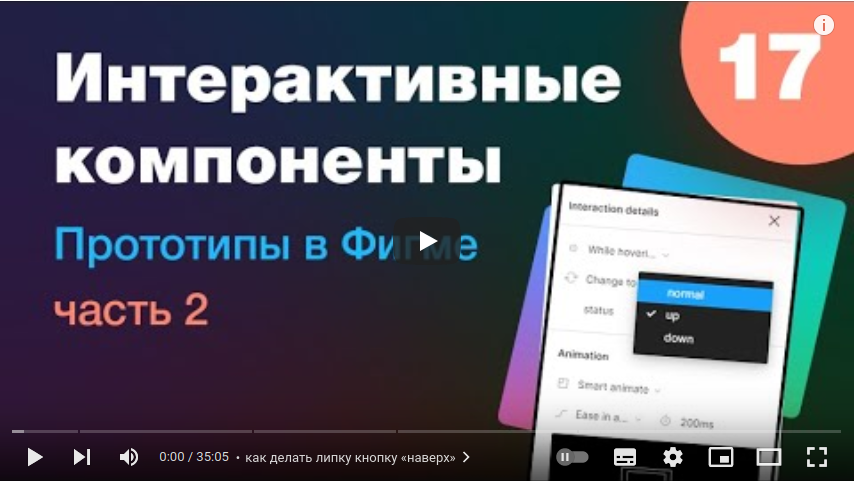 17
Интерактивные
компоненты
Прототипы в Фигме
часть 2
Interaction details
While hoveri...
Change to
normal
status
up
down
Animation
Smart animate
Ease in a...
200ms
0:00 / 35:05 • как делать липку кнопку «наверх»